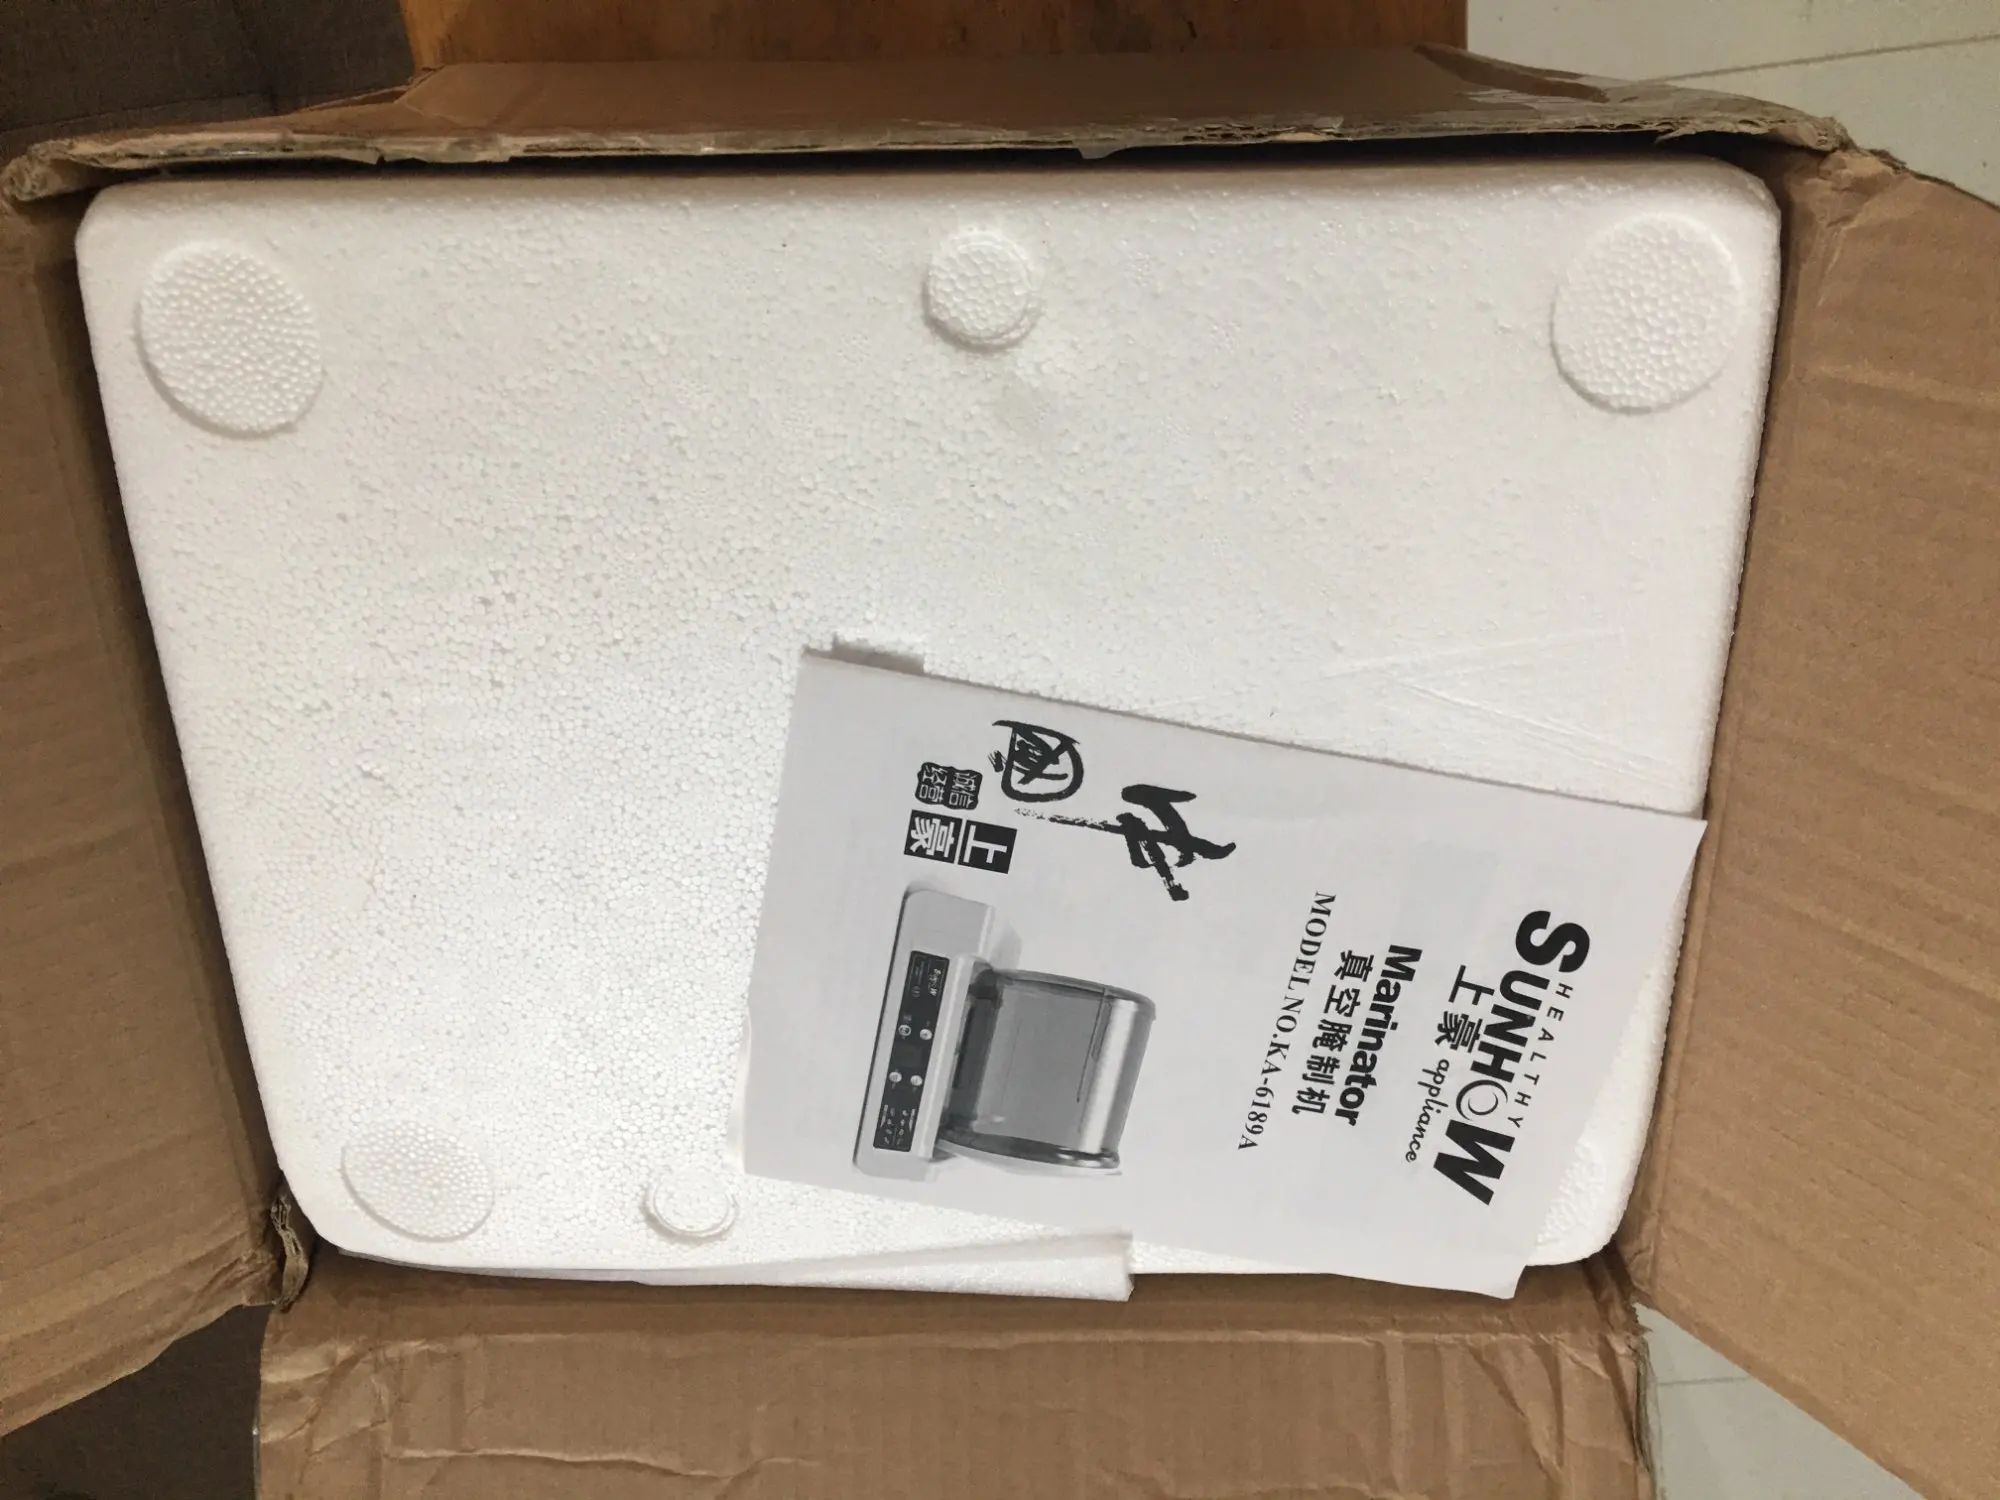 HEALTHY
SUNHOW
上豪 appliance
Marinator
真空腌制机
MODEL NO.KA-6189A
诚信
经营
上豪